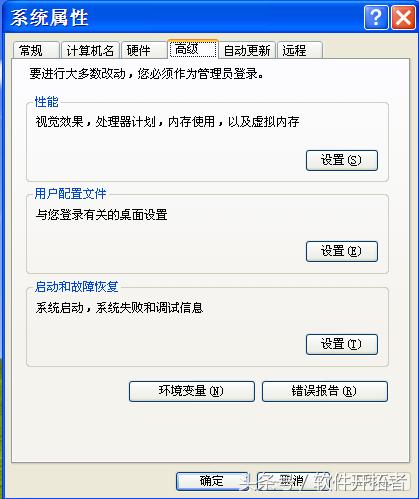 系统属性
常规 计算机名 硬件 高级 自动更新 远程
要进行大多数改动，您必须作为管理员登录。
性能
视觉效果，处理器计划，内存使用，以及虚拟内存
设置(S)
用户配置文件
与您登录有关的桌面设置
设置(E)
启动和故障恢复
系统启动，系统失败和调试信息
设置(T)
环境变量(N) 错误报告(R)
确定 取消
头条号 / 软件开拓者